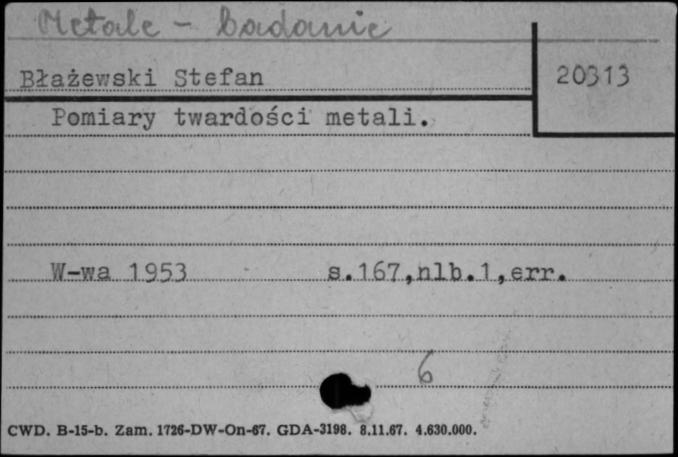 Metale - badanie
Błażewski Stefan
20313
Pomiary twardości metali.
W-wa 1953 s.167,nlb.1,err.
6
CWD. B-15-b. Zam. 1726-DW-On-67. GDA-3198. 8.11.67. 4.630.000.